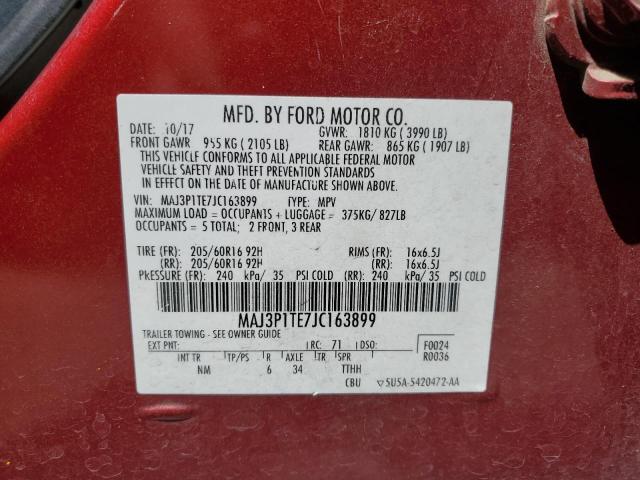 MFD. BY FORD MOTOR CO.
DATE: 10/17 GVWR: 1810 KG ( 3990 LB)
FRONT GAWR: 955 KG ( 2105 LB) REAR GAWR: 865 KG ( 1907 LB)
THIS VEHICLE CONFORMS TO ALL APPLICABLE FEDERAL MOTOR
VEHICLE SAFETY AND THEFT PREVENTION STANDARDS
IN EFFECT ON THE DATE OF MANUFACTURE SHOWN ABOVE.
VIN: MAJ3P1TE7JC163899 TYPE: MPV
MAXIMUM LOAD = OCCUPANTS + LUGGAGE = 375KG/ 827LB
OCCUPANTS = 5 TOTAL; 2 FRONT, 3 REAR
TIRE (FR): 205/60R16 92H RIMS (FR): 16x6.5J
(RR): 205/60R16 92H (RR): 16x6.5J
PRESSURE (FR): 240 kPa/ 35 PSI COLD (RR): 240 kPa/ 35 PSI COLD
MAJ3P1TE7JC163899
TRAILER TOWING - SEE OWNER GUIDE
EXT PNT: RC: 71 DSO: F0024
R0036
INT TR TP/PS R AXLE TR SPR
NM 6 34 TTHH
CBU 5U5A-5420472-AA